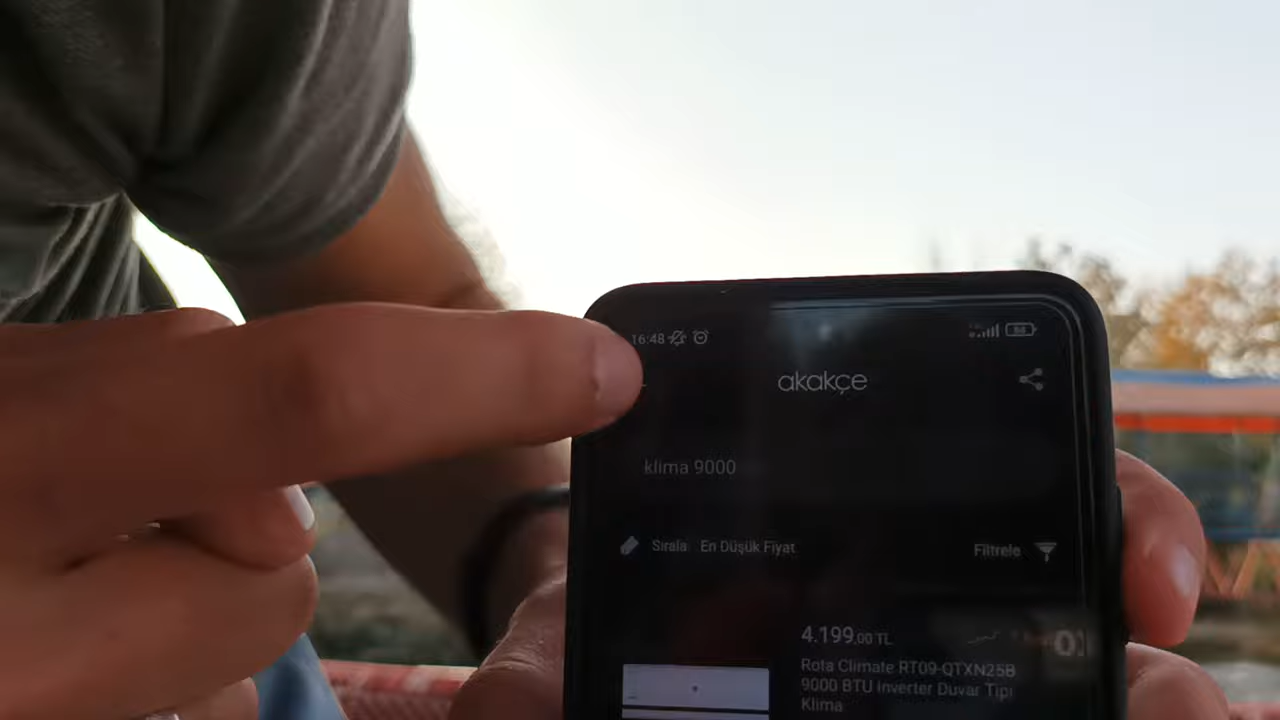 16:48
akakçe
klima 9000
Sırala En Düşük Fiyat
Filtrele
4.199,00 TL
Rota Climate RT09-QTXN25B
9000 BTU Inverter Duvar Tipi
Klima